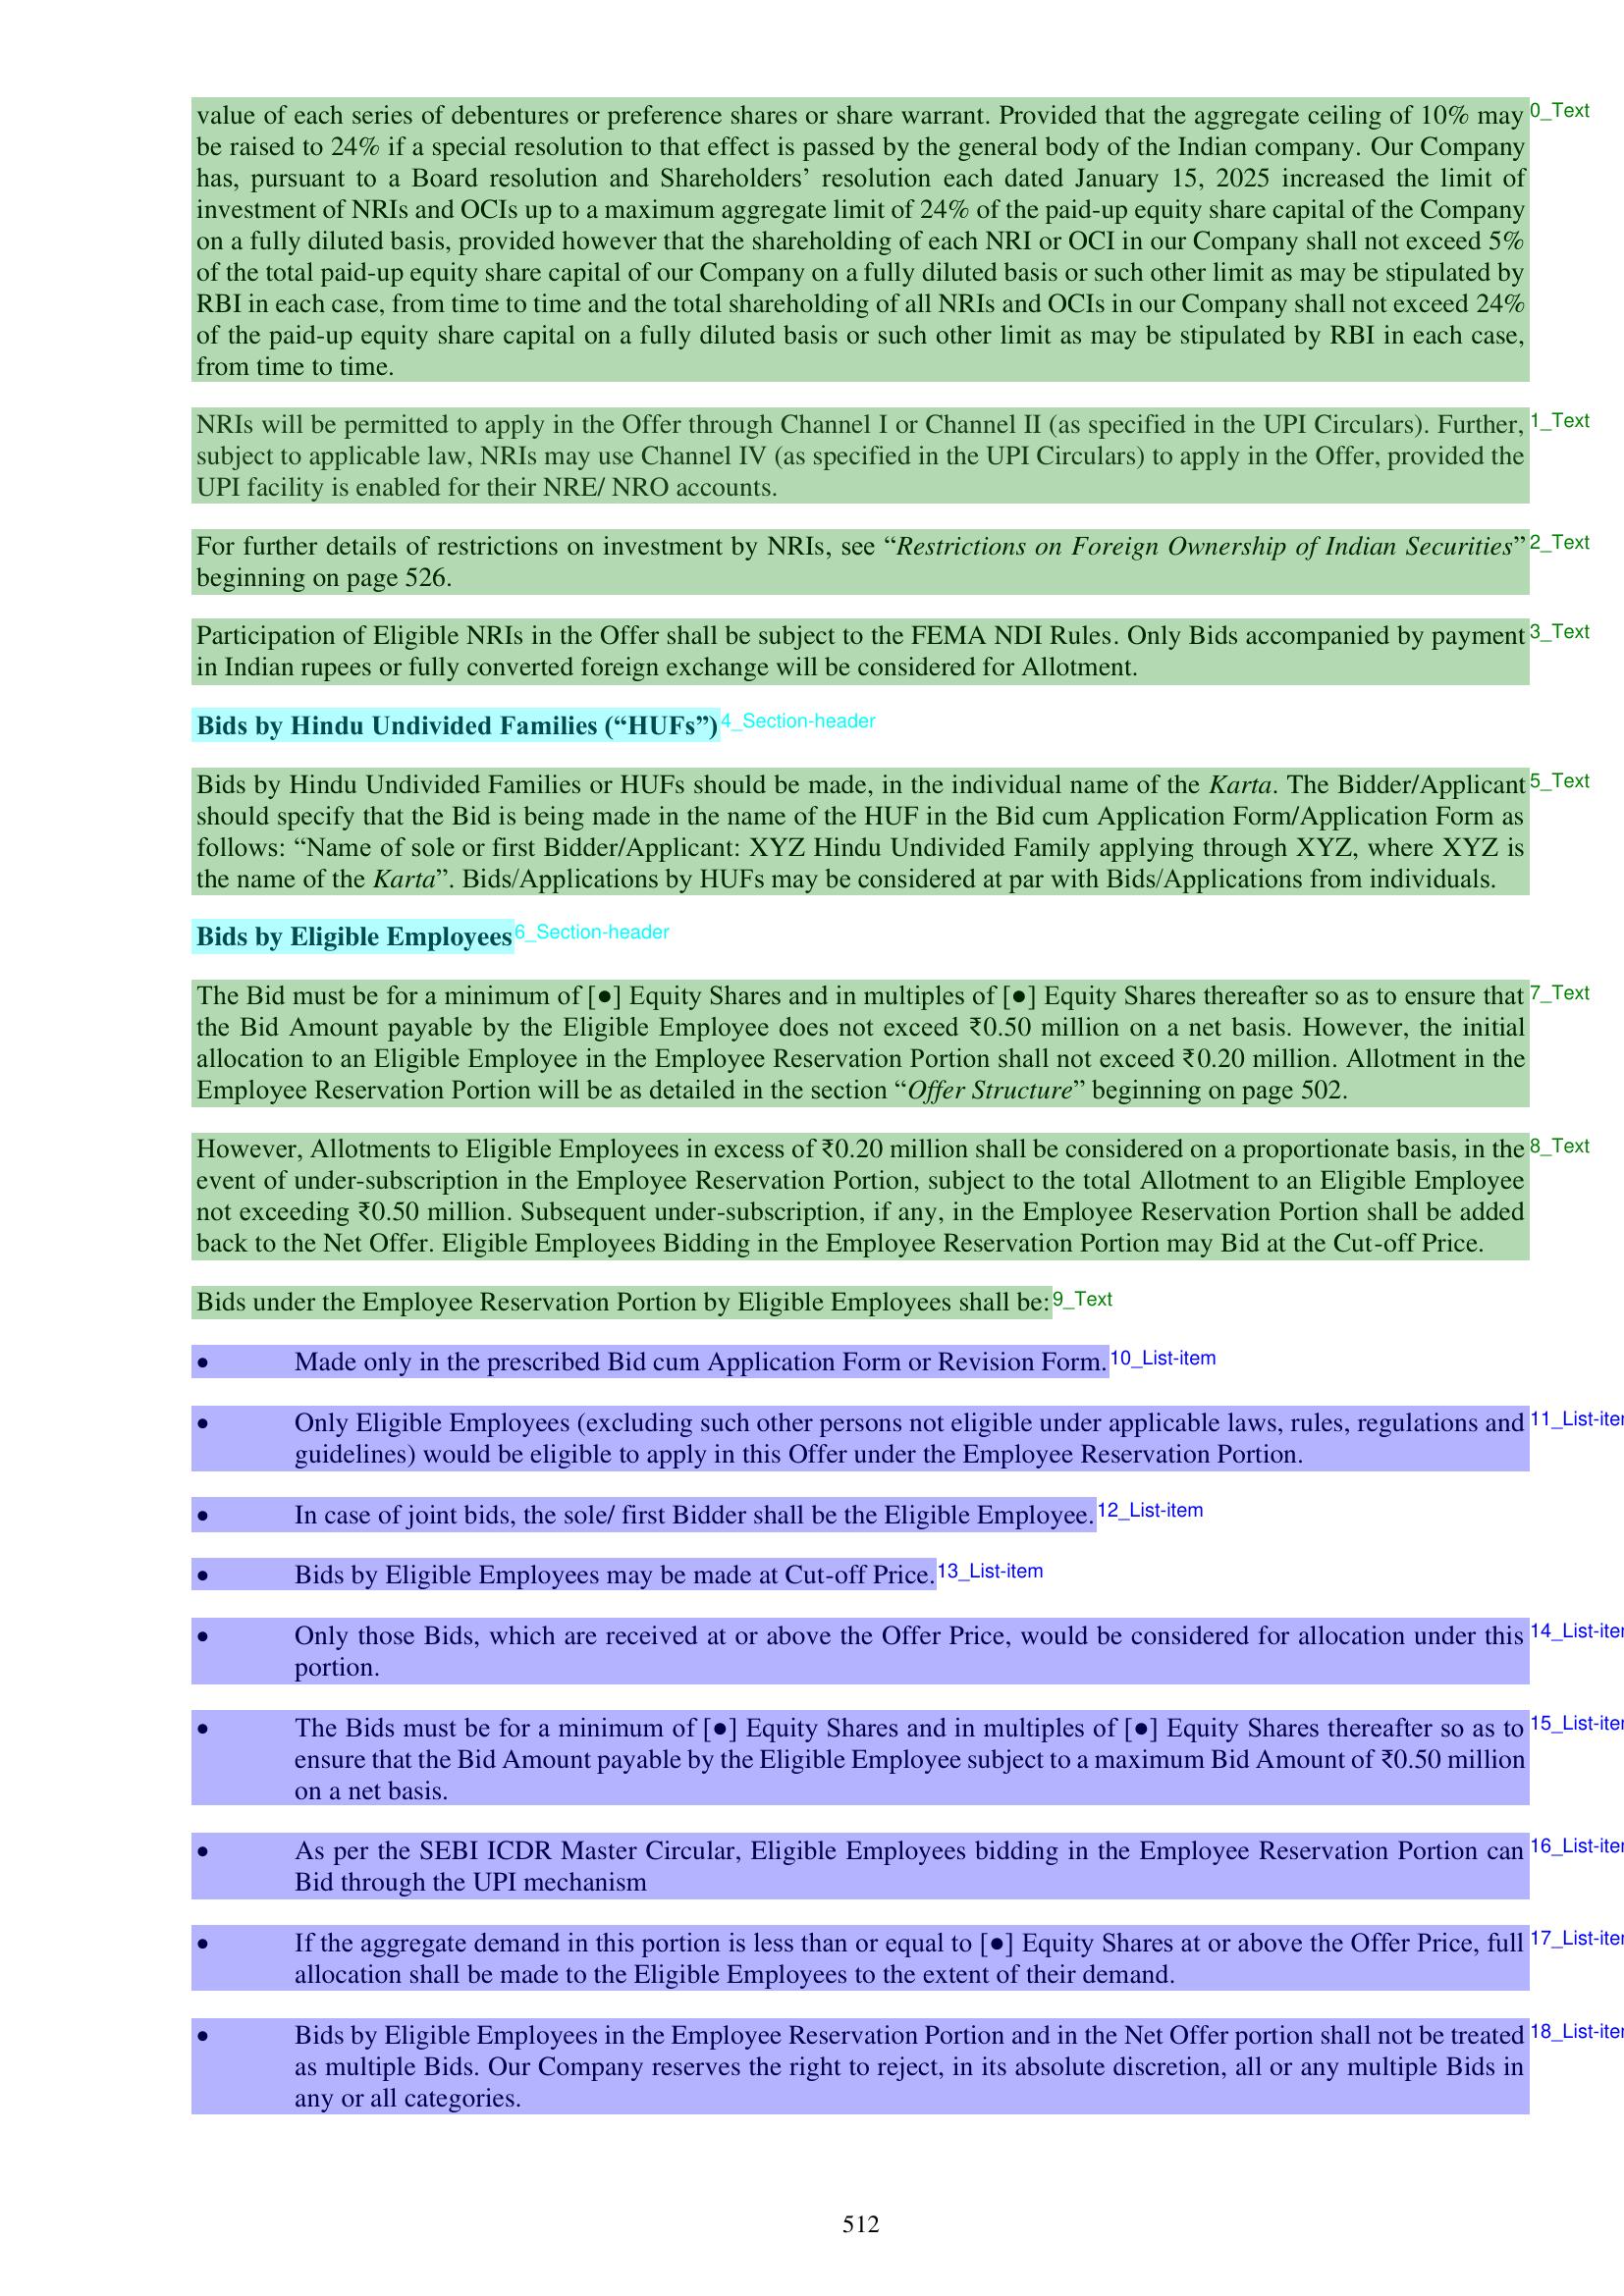 value of each series of debentures or preference shares or share warrant. Provided that the aggregate ceiling of 10% may 0_Text
be raised to 24% if a special resolution to that effect is passed by the general body of the Indian company. Our Company
has, pursuant to a Board resolution and Shareholders’ resolution each dated January 15, 2025 increased the limit of
investment of NRIs and OCIs up to a maximum aggregate limit of 24% of the paid-up equity share capital of the Company
on a fully diluted basis, provided however that the shareholding of each NRI or OCI in our Company shall not exceed 5%
of the total paid-up equity share capital of our Company on a fully diluted basis or such other limit as may be stipulated by
RBI in each case, from time to time and the total shareholding of all NRIs and OCIs in our Company shall not exceed 24%
of the paid-up equity share capital on a fully diluted basis or such other limit as may be stipulated by RBI in each case,
from time to time.
NRIs will be permitted to apply in the Offer through Channel I or Channel II (as specified in the UPI Circulars). Further, 1_Text
subject to applicable law, NRIs may use Channel IV (as specified in the UPI Circulars) to apply in the Offer, provided the
UPI facility is enabled for their NRE/ NRO accounts.
For further details of restrictions on investment by NRIs, see “Restrictions on Foreign Ownership of Indian Securities” 2_Text
beginning on page 526.
Participation of Eligible NRIs in the Offer shall be subject to the FEMA NDI Rules. Only Bids accompanied by payment 3_Text
in Indian rupees or fully converted foreign exchange will be considered for Allotment.
Bids by Hindu Undivided Families (“HUFs”) 4_Section-header
Bids by Hindu Undivided Families or HUFs should be made, in the individual name of the Karta. The Bidder/Applicant 5_Text
should specify that the Bid is being made in the name of the HUF in the Bid cum Application Form/Application Form as
follows: “Name of sole or first Bidder/Applicant: XYZ Hindu Undivided Family applying through XYZ, where XYZ is
the name of the Karta”. Bids/Applications by HUFs may be considered at par with Bids/Applications from individuals.
Bids by Eligible Employees 6_Section-header
The Bid must be for a minimum of [●] Equity Shares and in multiples of [●] Equity Shares thereafter so as to ensure that 7_Text
the Bid Amount payable by the Eligible Employee does not exceed ₹0.50 million on a net basis. However, the initial
allocation to an Eligible Employee in the Employee Reservation Portion shall not exceed ₹0.20 million. Allotment in the
Employee Reservation Portion will be as detailed in the section “Offer Structure” beginning on page 502.
However, Allotments to Eligible Employees in excess of ₹0.20 million shall be considered on a proportionate basis, in the 8_Text
event of under-subscription in the Employee Reservation Portion, subject to the total Allotment to an Eligible Employee
not exceeding ₹0.50 million. Subsequent under-subscription, if any, in the Employee Reservation Portion shall be added
back to the Net Offer. Eligible Employees Bidding in the Employee Reservation Portion may Bid at the Cut-off Price.
Bids under the Employee Reservation Portion by Eligible Employees shall be: 9_Text
● Made only in the prescribed Bid cum Application Form or Revision Form. 10_List-item
● Only Eligible Employees (excluding such other persons not eligible under applicable laws, rules, regulations and 11_List-iter
guidelines) would be eligible to apply in this Offer under the Employee Reservation Portion.
● In case of joint bids, the sole/ first Bidder shall be the Eligible Employee. 12_List-item
● Bids by Eligible Employees may be made at Cut-off Price. 13_List-item
● Only those Bids, which are received at or above the Offer Price, would be considered for allocation under this 14_List-iter
portion.
● The Bids must be for a minimum of [●] Equity Shares and in multiples of [●] Equity Shares thereafter so as to 15_List-iter
ensure that the Bid Amount payable by the Eligible Employee subject to a maximum Bid Amount of ₹0.50 million
on a net basis.
● As per the SEBI ICDR Master Circular, Eligible Employees bidding in the Employee Reservation Portion can 16_List-iter
Bid through the UPI mechanism
● If the aggregate demand in this portion is less than or equal to [●] Equity Shares at or above the Offer Price, full 17_List-iter
allocation shall be made to the Eligible Employees to the extent of their demand.
● Bids by Eligible Employees in the Employee Reservation Portion and in the Net Offer portion shall not be treated 18_List-iter
as multiple Bids. Our Company reserves the right to reject, in its absolute discretion, all or any multiple Bids in
any or all categories.
512